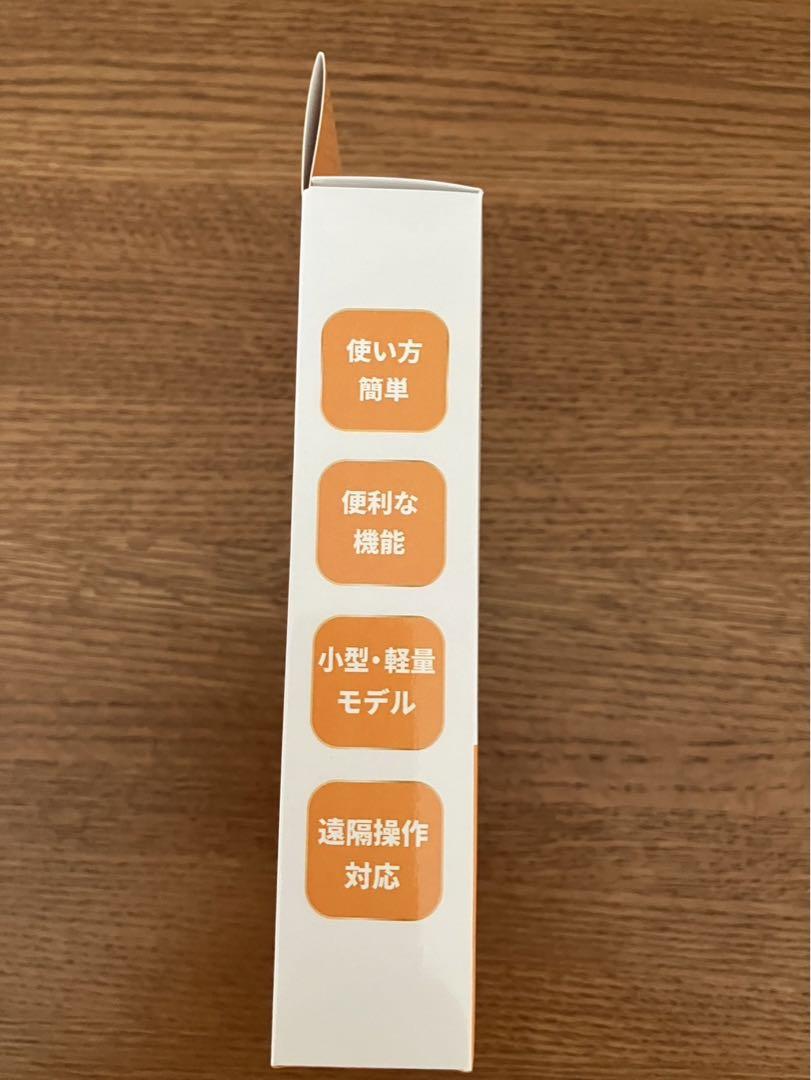 使い方
簡単
便利な
機能
小型・軽量
モデル
遠隔操作
対応